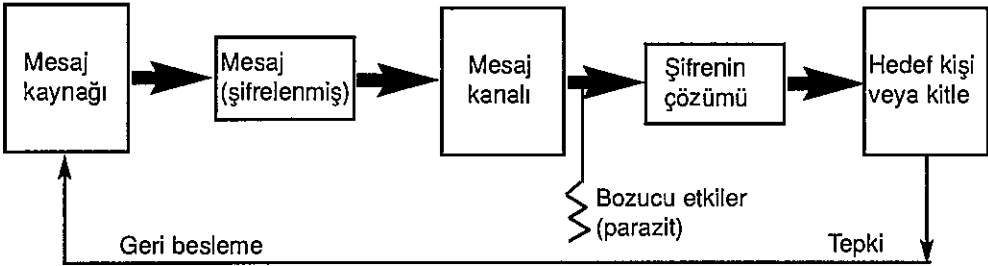 Mesaj
kaynağı
Mesaj
(şifrelenmiş)
Mesaj
kanalı
Şifrenin
çözümü
Hedef kişi
veya kitle
Bozucu etkiler
(parazit)
Geri besleme
Tepki